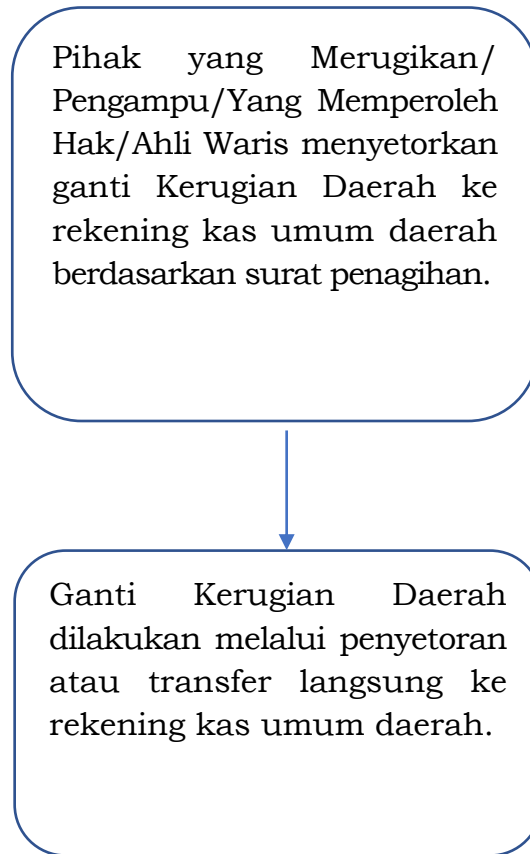 Pihak yang Merugikan/
Pengampu/Yang Memperoleh
Hak/Ahli Waris menyetorkan
ganti Kerugian Daerah ke
rekening kas umum daerah
berdasarkan surat penagihan.
Ganti Kerugian Daerah
dilakukan melalui penyetoran
atau transfer langsung ke
rekening kas umum daerah.